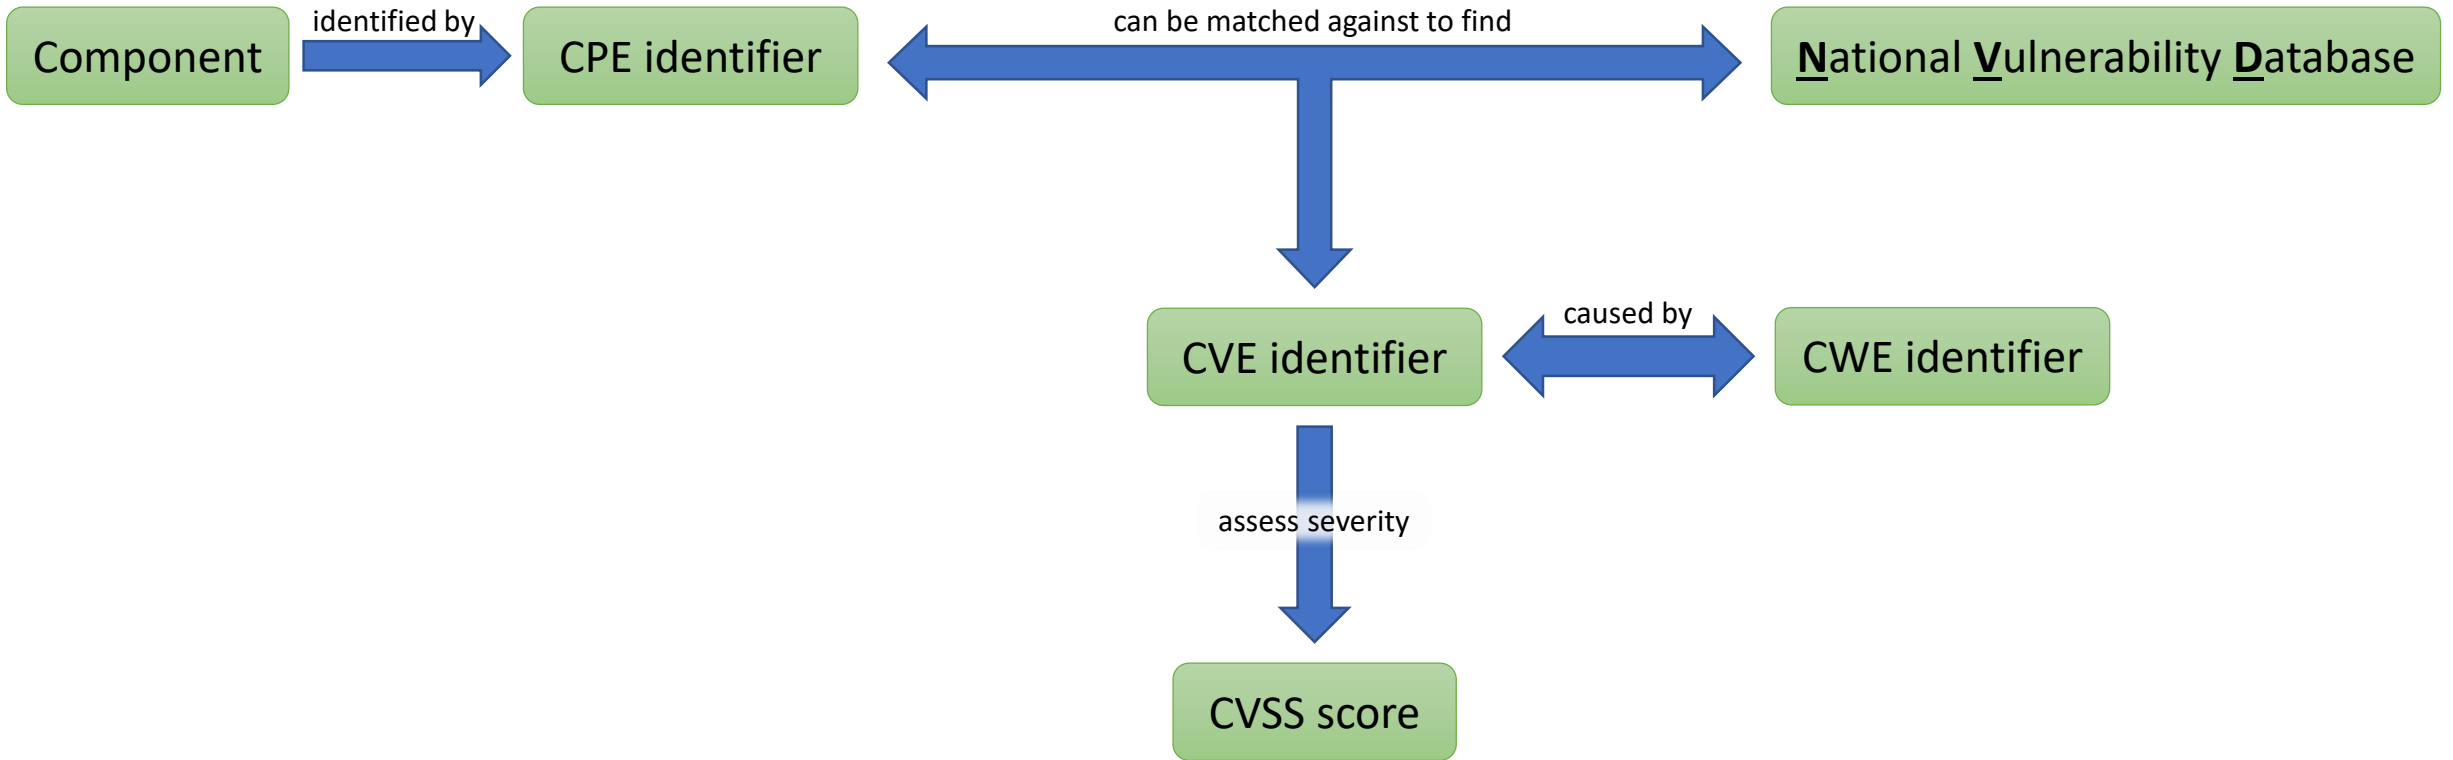 identified by
can be matched against to find
Component
CPE identifier
National Vulnerability Database
caused by
CVE identifier
CWE identifier
assess severity
CVSS score